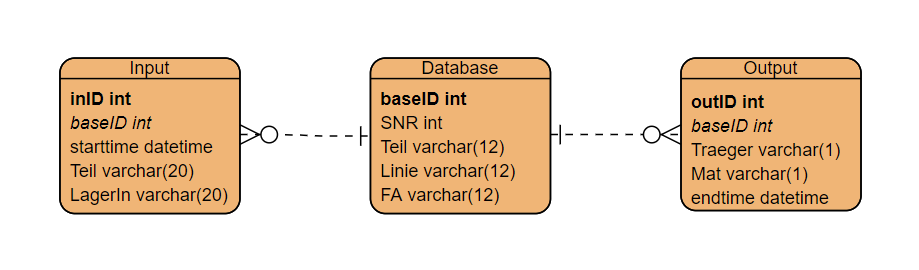 Input
inID int
baseID int
starttime datetime
Teil varchar(20)
LagerIn varchar(20)
Database
baseID int
SNR int
Teil varchar(12)
Linie varchar(12)
FA varchar(12)
Output
outID int
baseID int
Traeger varchar(1)
Mat varchar(1)
endtime datetime